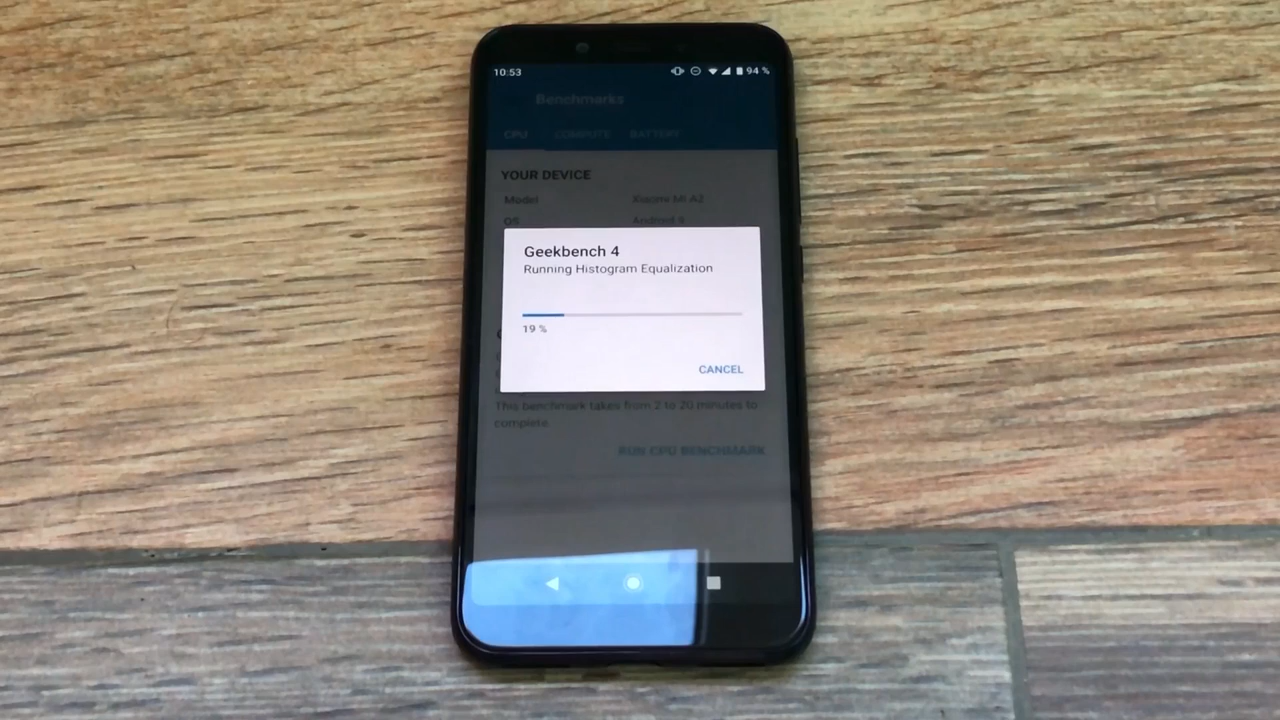 10:53
94 %
Benchmarks
CPU COMPUTE BATTERY
YOUR DEVICE
Model Xiaomi Mi A2
OS Android 9
Geekbench 4
Running Histogram Equalization
19 %
CANCEL
This benchmark takes from 2 to 20 minutes to
complete.
RUN CPU BENCHMARK